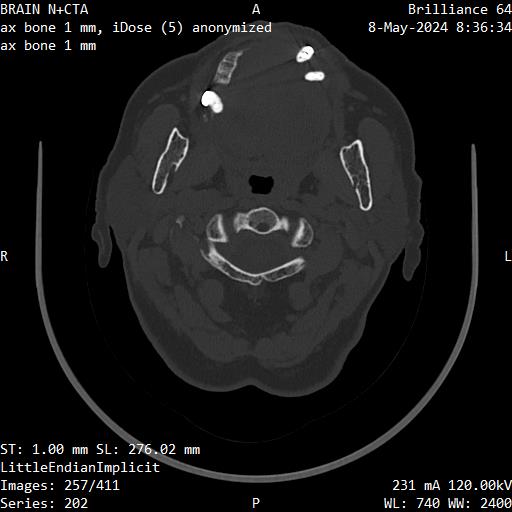 BRAIN N+CTA
A
Brilliance 64
ax bone 1 mm, iDose (5) anonymized
8-May-2024 8:36:34
ax bone 1 mm
R
L
ST: 1.00 mm SL: 276.02 mm
LittleEndianImplicit
Images: 257/411
231 mA 120.00kV
Series: 202
P
WL: 740 WW: 2400